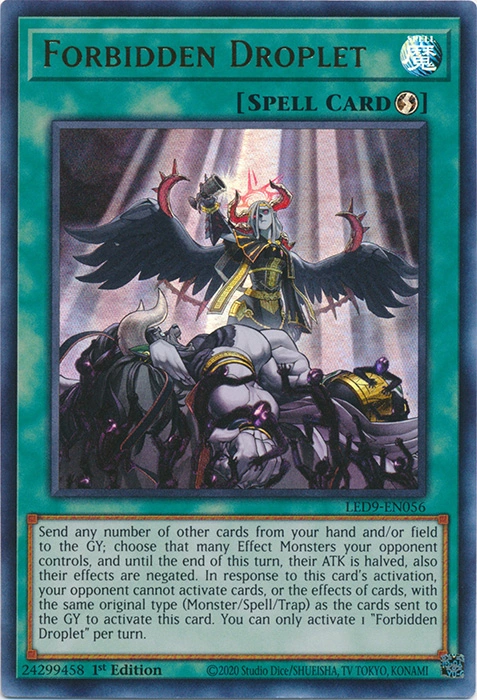 FORBIDDEN DROPLET
SPELL
魔
[SPELL CARD]
LED9-EN056
Send any number of other cards from your hand and/or field
to the GY; choose that many Effect Monsters your opponent
controls, and until the end of this turn, their ATK is halved, also
their effects are negated. In response to this card's activation,
your opponent cannot activate cards, or the effects of cards, with
the same original type (Monster/Spell/Trap) as the cards sent to
the GY to activate this card. You can only activate 1 "Forbidden
Droplet" per turn.
24299458 1st Edition ©2020 Studio Dice/SHUEISHA, TV TOKYO, KONAMI